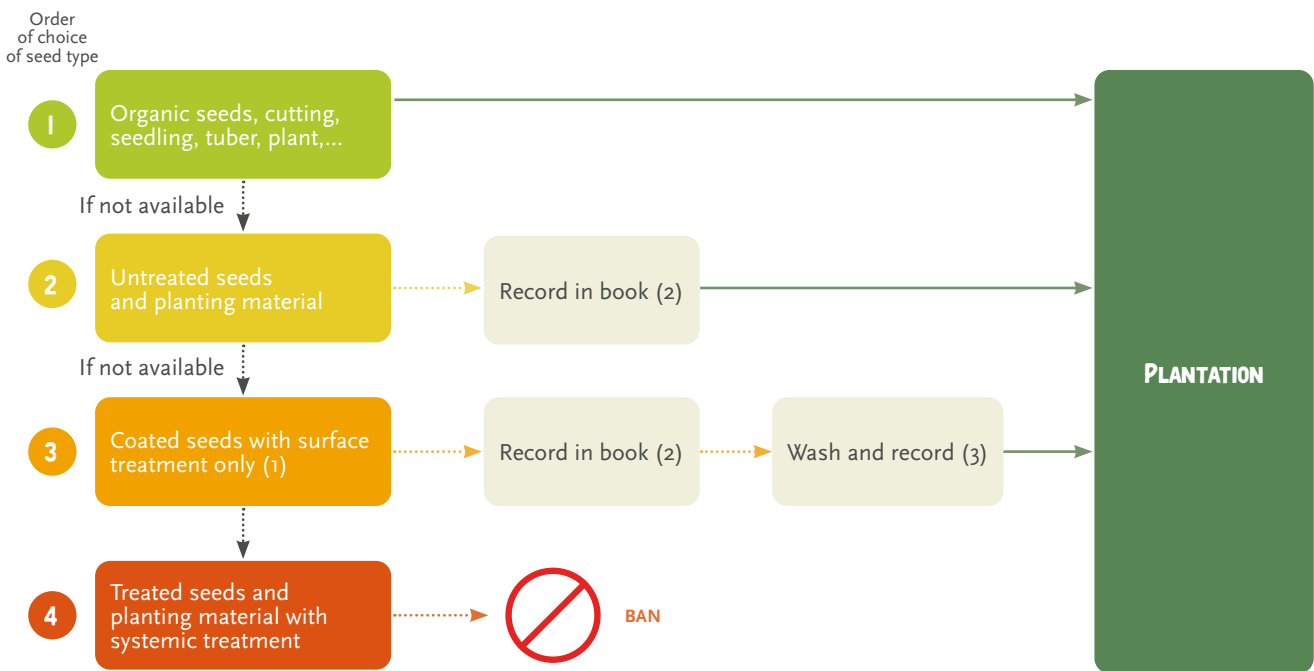 Order
of choice
of seed type
1
Organic seeds, cutting,
seedling, tuber, plant,...
If not available
2
Untreated seeds
and planting material
Record in book (2)
If not available
3
Coated seeds with surface
treatment only (1)
Record in book (2)
Wash and record (3)
PLANTATION
4
Treated seeds and
planting material with
systemic treatment
BAN